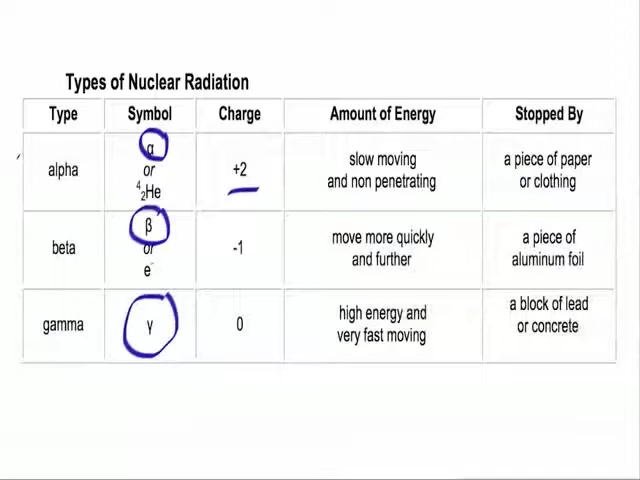 Types of Nuclear Radiation
Type Symbol Charge Amount of Energy Stopped By
alpha
α
or
⁴₂He
+2
slow moving
and non penetrating
a piece of paper
or clothing
beta
β
or
e⁻
-1
move more quickly
and further
a piece of
aluminum foil
gamma
γ
0
high energy and
very fast moving
a block of lead
or concrete